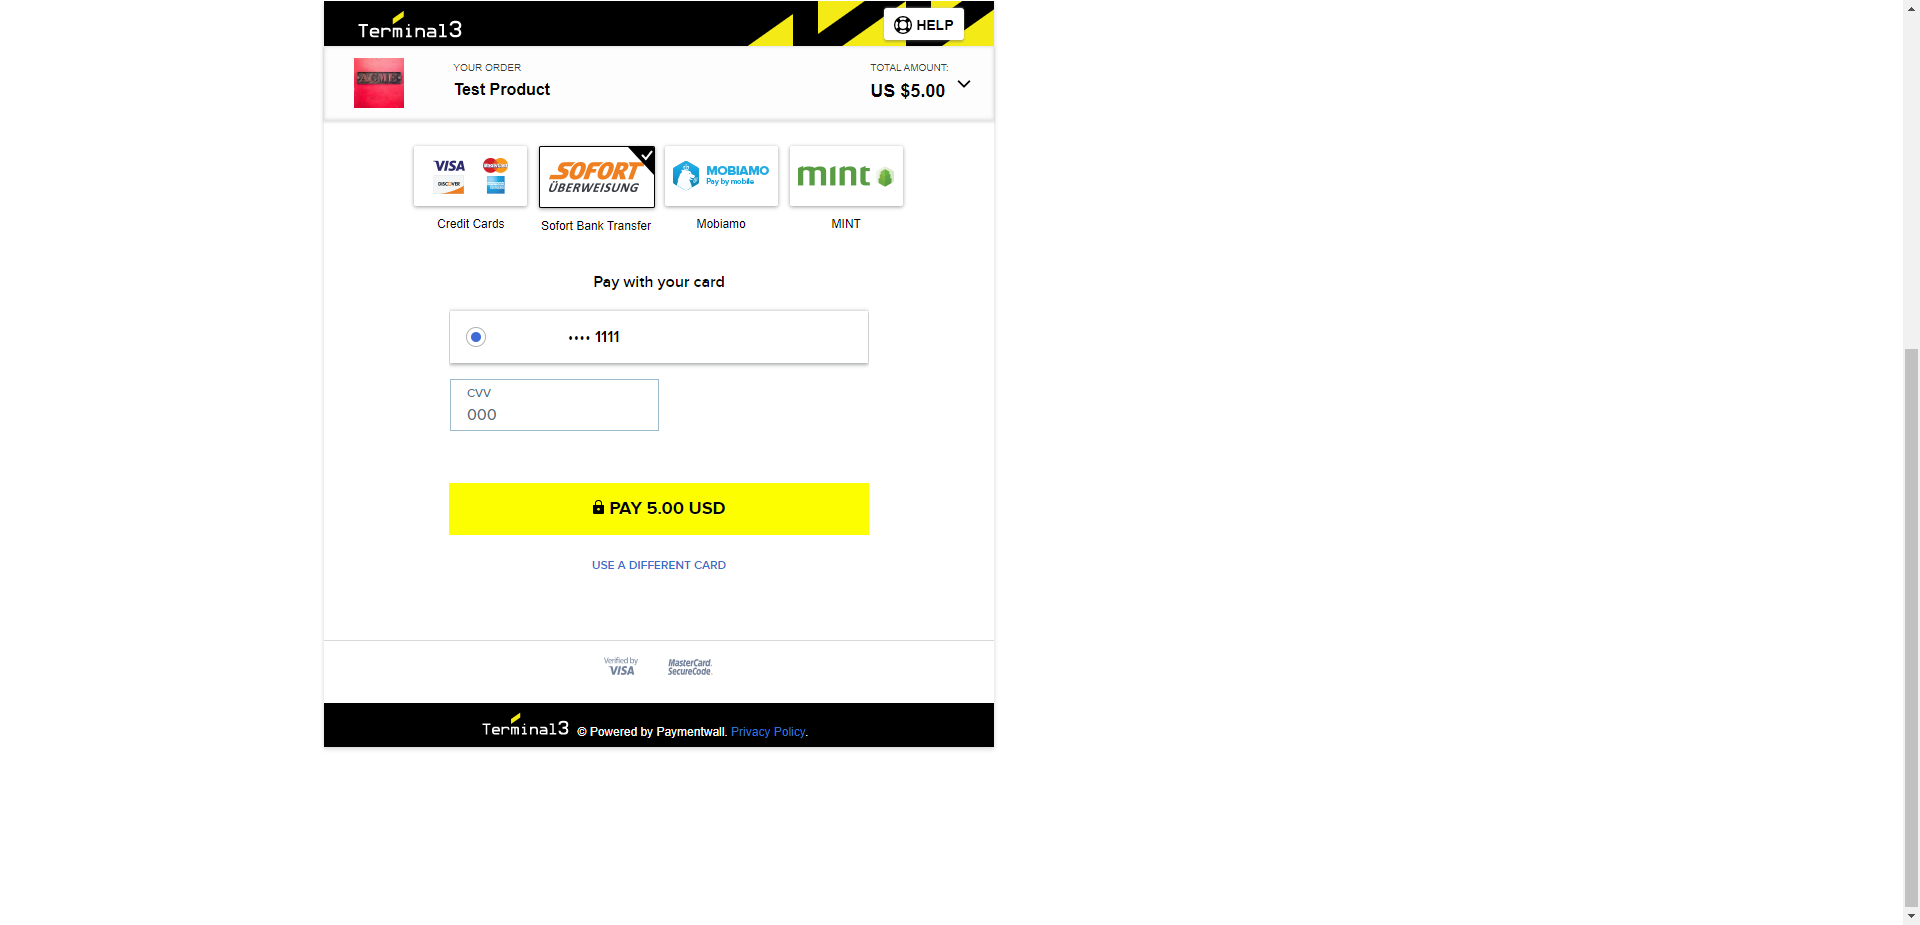 Terminal3
HELP
YOUR ORDER
Test Product
TOTAL AMOUNT:
US $5.00
ACME
VISA
MasterCard
DISCOVER
SOFORT
ÜBERWEISUNG
MOBIAMO
Pay by mobile
mint
Credit Cards
Sofort Bank Transfer
Mobiamo
MINT
Pay with your card
•••• 1111
CVV
000
PAY 5.00 USD
USE A DIFFERENT CARD
Verified by
VISA
MasterCard.
SecureCode.
Terminal3 © Powered by Paymentwall. Privacy Policy.